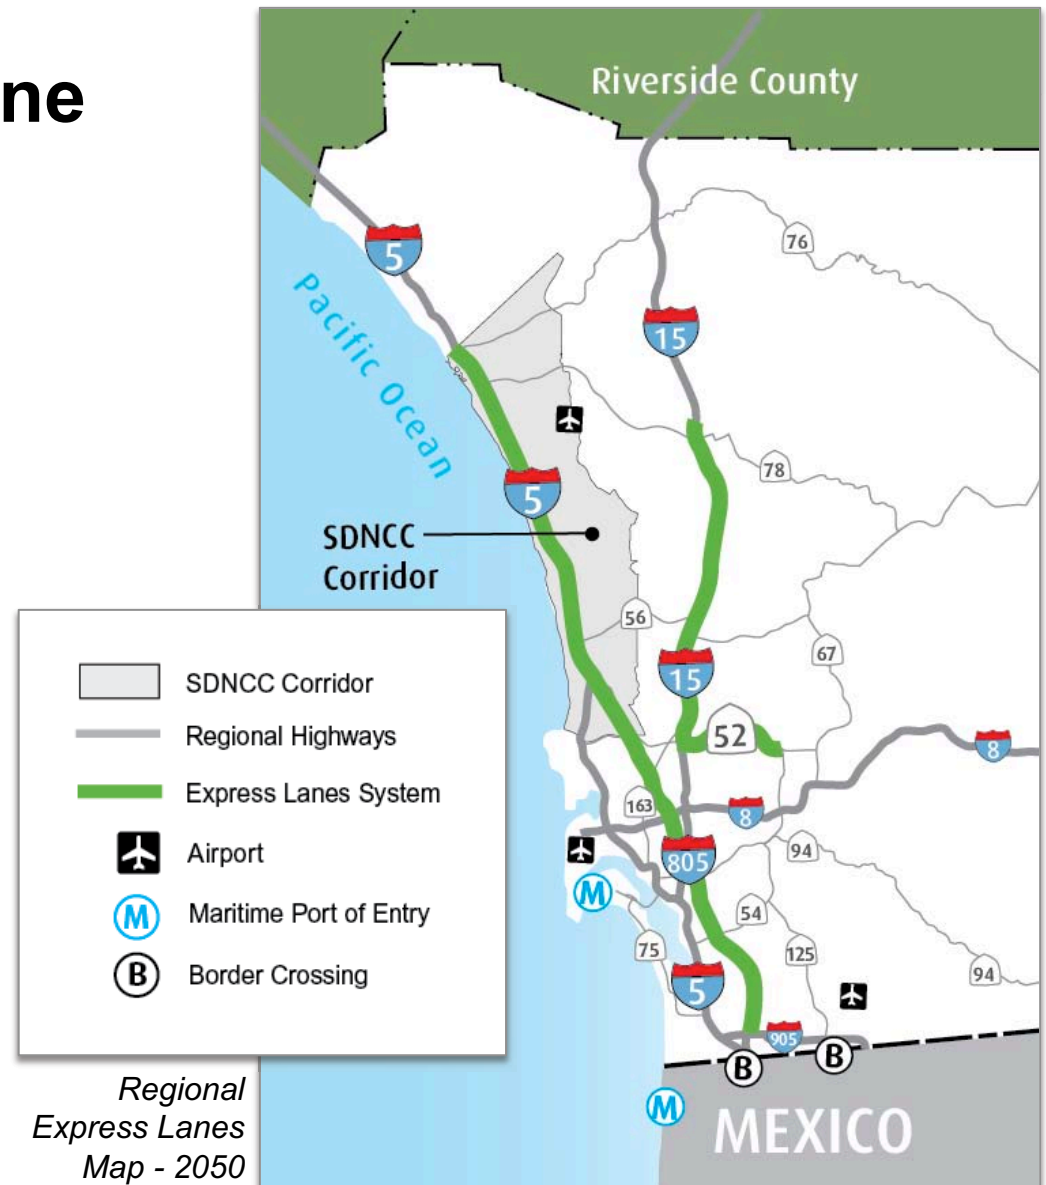 ne
Riverside County
76
5
15
Pacific Ocean
78
5
SDNCC
Corridor
56
67
15
52
8
163
8
805
94
54
75
125
94
5
905
B
B
M
M
MEXICO
SDNCC Corridor
Regional Highways
Express Lanes System
Airport
M Maritime Port of Entry
B Border Crossing
Regional
Express Lanes
Map - 2050